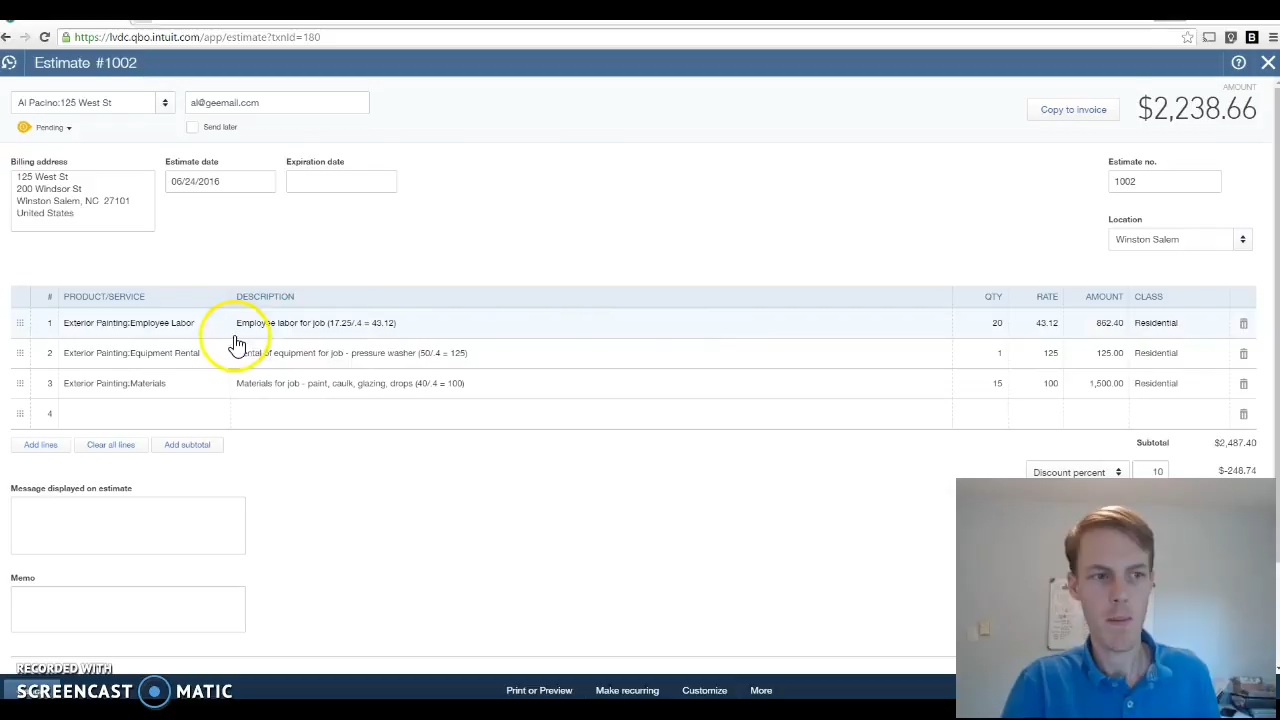 https://lvdc.qbo.intuit.com/app/estimate?txnId=180
Estimate #1002
AMOUNT
Al Pacino:125 West St
al@geemail.com
Copy to invoice
$2,238.66
Pending
Send later
Billing address
Estimate date
Expiration date
Estimate no.
125 West St
200 Windsor St
Winston Salem, NC 27101
United States
06/24/2016
1002
Location
Winston Salem
# PRODUCT/SERVICE DESCRIPTION QTY RATE AMOUNT CLASS
1 Exterior Painting:Employee Labor Employee labor for job (17.25/.4 = 43.12) 20 43.12 862.40 Residential
2 Exterior Painting:Equipment Rental of equipment for job - pressure washer (50/.4 = 125) 1 125 125.00 Residential
3 Exterior Painting:Materials Materials for job - paint, caulk, glazing, drops (40/.4 = 100) 15 100 1,500.00 Residential
4
Add lines
Clear all lines
Add subtotal
Subtotal $2,487.40
Discount percent 10 $-248.74
Message displayed on estimate
Memo
RECORDED WITH
SCREENCAST MATIC
Print or Preview
Make recurring
Customize
More